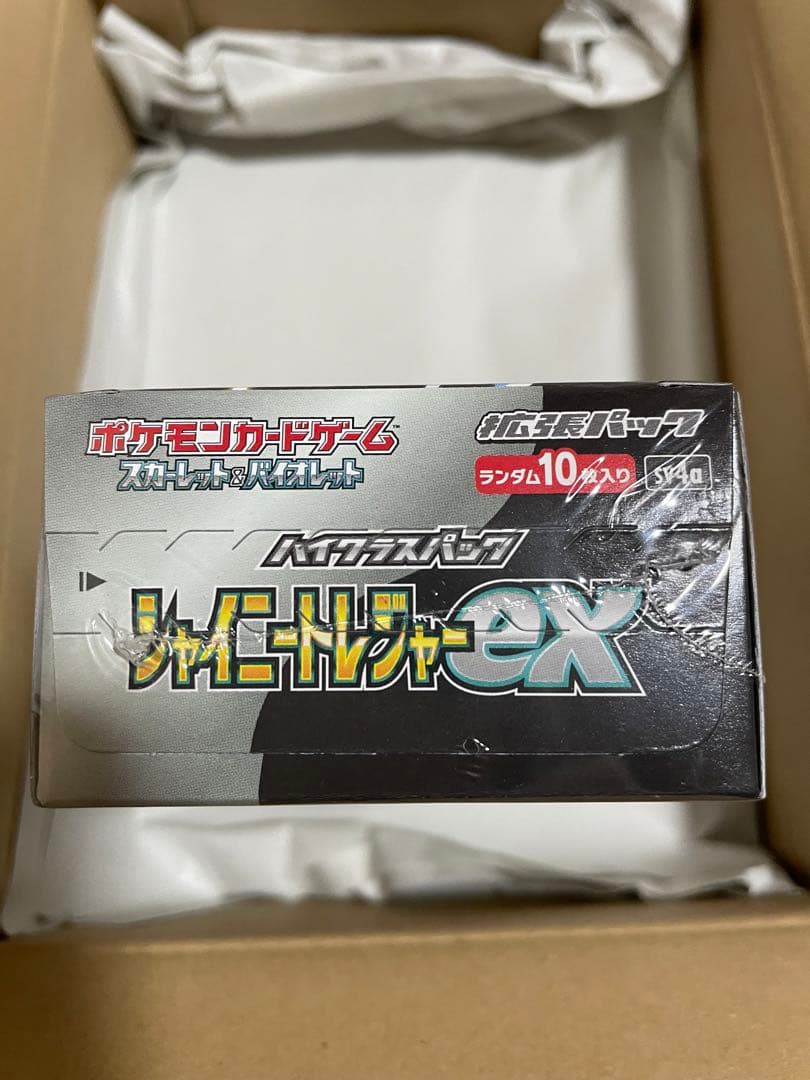 ポケモンカードゲーム™
スカーレット&バイオレット
拡張パック
ランダム10枚入り
sv4a
ハイクラスパック
シャイニートレジャーex